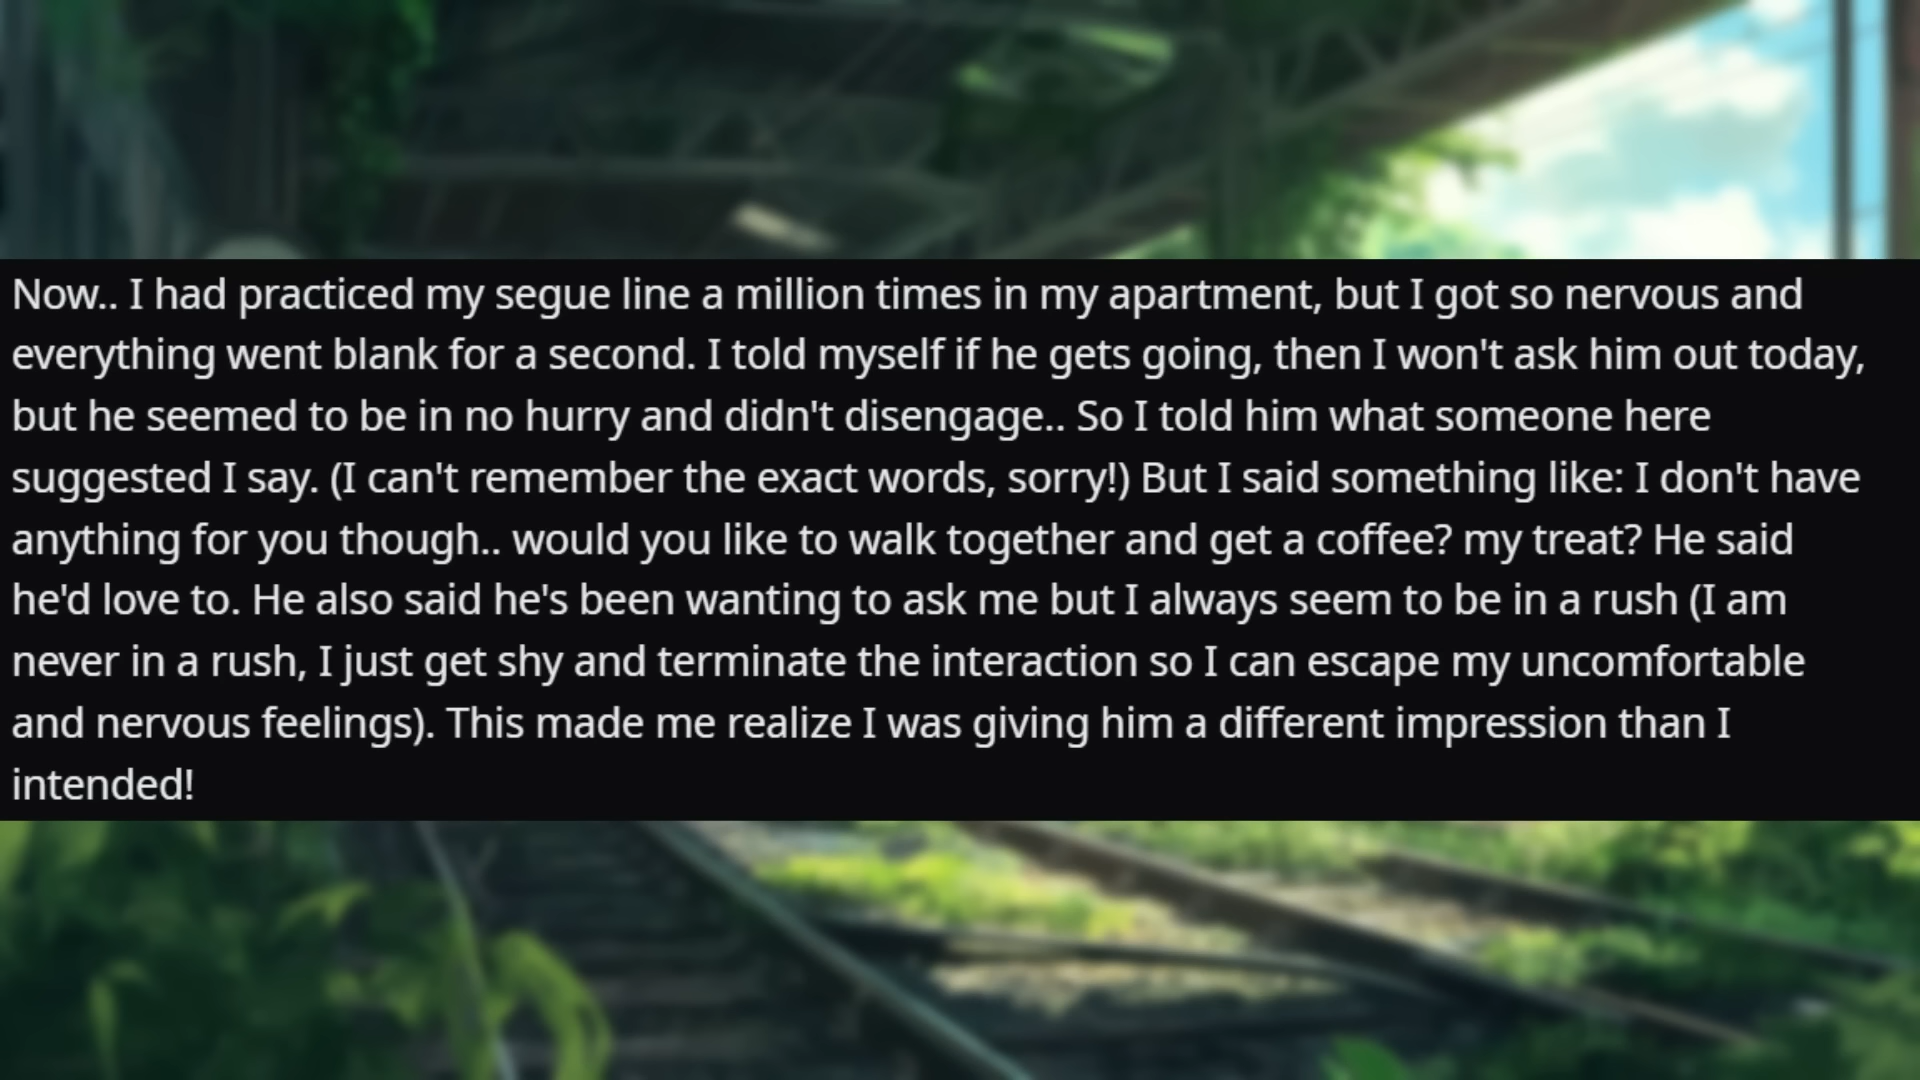 Now.. I had practiced my segue line a million times in my apartment, but I got so nervous and
everything went blank for a second. I told myself if he gets going, then I won't ask him out today,
but he seemed to be in no hurry and didn't disengage.. So I told him what someone here
suggested I say. (I can't remember the exact words, sorry!) But I said something like: I don't have
anything for you though.. would you like to walk together and get a coffee? my treat? He said
he'd love to. He also said he's been wanting to ask me but I always seem to be in a rush (I am
never in a rush, I just get shy and terminate the interaction so I can escape my uncomfortable
and nervous feelings). This made me realize I was giving him a different impression than I
intended!